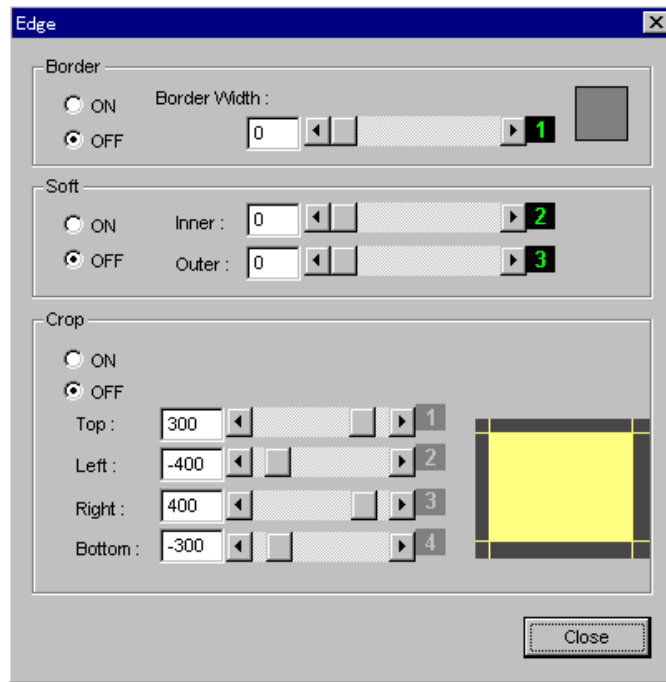 Edge
Border
ON
Border Width :
OFF
0
1
Soft
ON
Inner :
0
2
OFF
Outer :
0
3
Crop
ON
OFF
Top :
300
1
Left :
-400
2
Right :
400
3
Bottom :
-300
4
Close